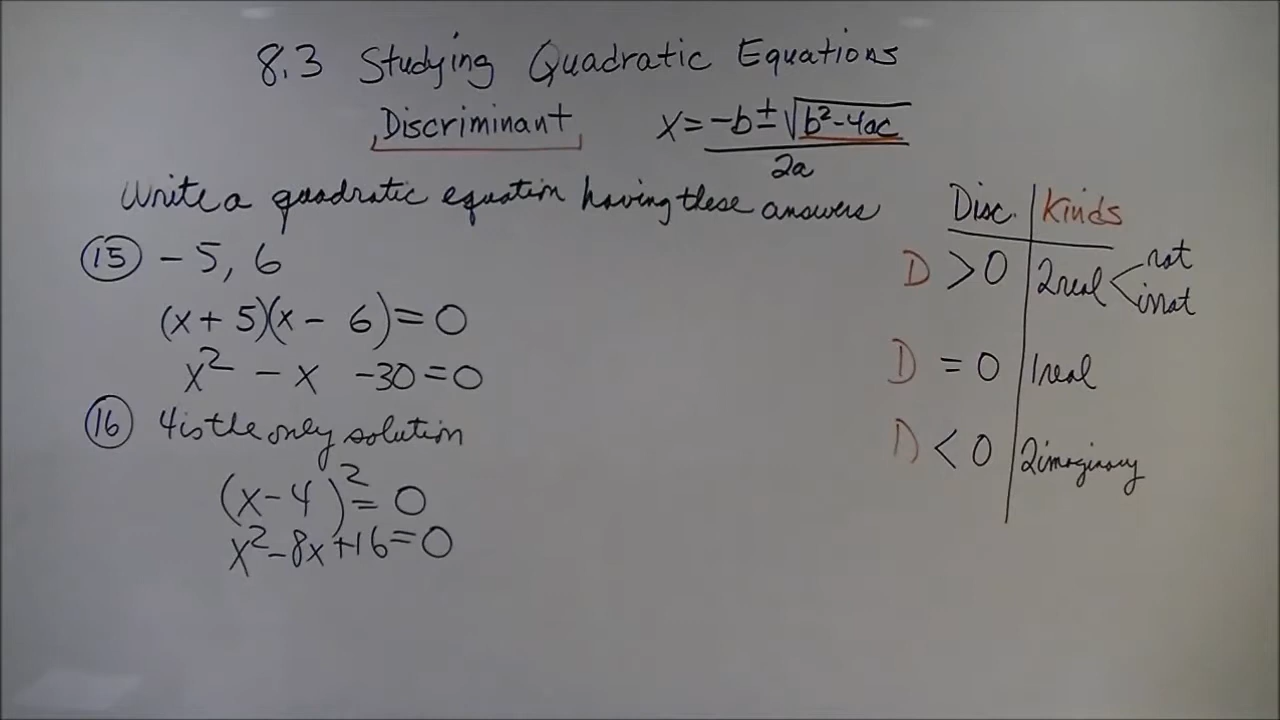 8.3 Studying Quadratic Equations
Discriminant
x = -b ± √b² - 4ac
2a
Write a quadratic equation having these answers
15 - 5, 6
(x + 5)(x - 6) = 0
x² - x - 30 = 0
16 4 is the only solution
(x - 4)² = 0
x² - 8x + 16 = 0
Disc. Kinds
D > 0 2 real rat
irrat
D = 0 1 real
D < 0 2 imaginary